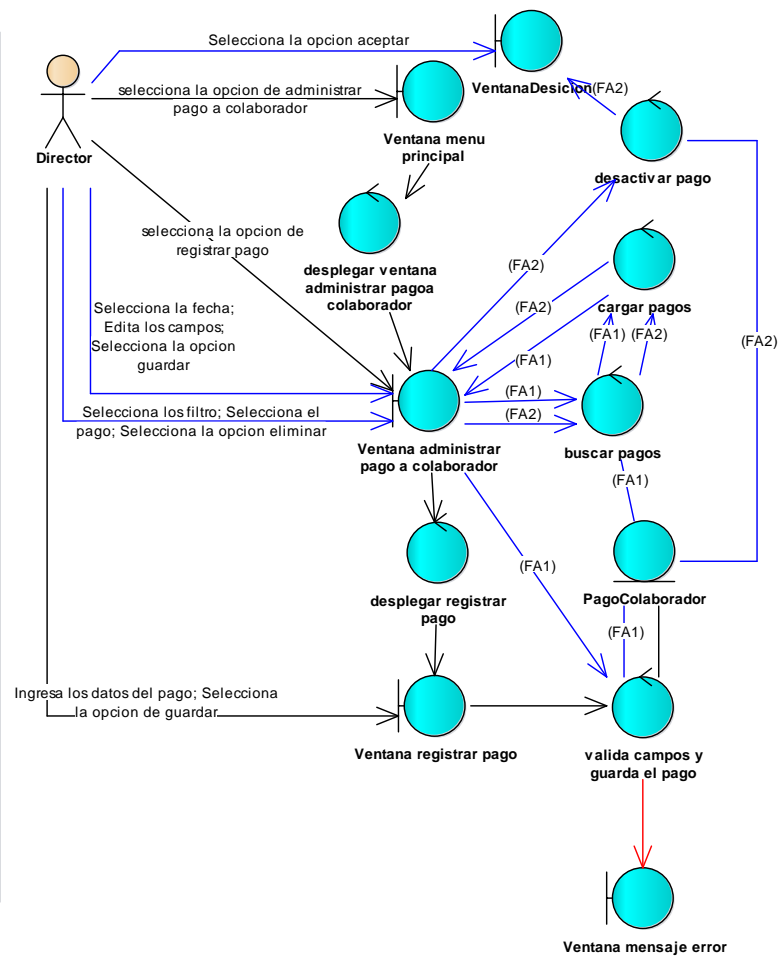 Selecciona la opcion aceptar
VentanaDesicion
(FA2)
selecciona la opcion de administrar
pago a colaborador
Director
Ventana menu
principal
desactivar pago
selecciona la opcion de
registrar pago
desplegar ventana
administrar pagoa
colaborador
(FA2)
cargar pagos
(FA2)
Selecciona la fecha;
Edita los campos;
Selecciona la opcion
guardar
(FA1)
(FA2)
(FA2)
(FA1)
(FA1)
(FA2)
Selecciona los filtro; Selecciona el
pago; Selecciona la opcion eliminar
Ventana administrar
pago a colaborador
buscar pagos
(FA1)
(FA1)
desplegar registrar
pago
PagoColaborador
(FA1)
Ingresa los datos del pago; Selecciona
la opcion de guardar
Ventana registrar pago
valida campos y
guarda el pago
Ventana mensaje error